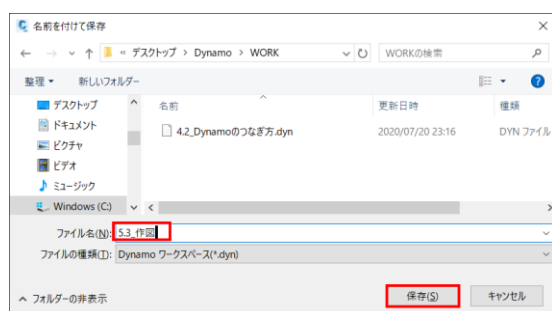 名前を付けて保存
« デスクトップ > Dynamo > WORK
WORKの検索
整理 新しいフォルダー
デスクトップ
ドキュメント
ピクチャ
ビデオ
ミュージック
Windows (C:)
名前 更新日時 種類
4.2_Dynamoのつなぎ方.dyn 2020/07/20 23:16 DYN ファイル
ファイル名(N): 5.3_作図
ファイルの種類(T): Dynamo ワークスペース(*.dyn)
フォルダーの非表示 保存(S) キャンセル